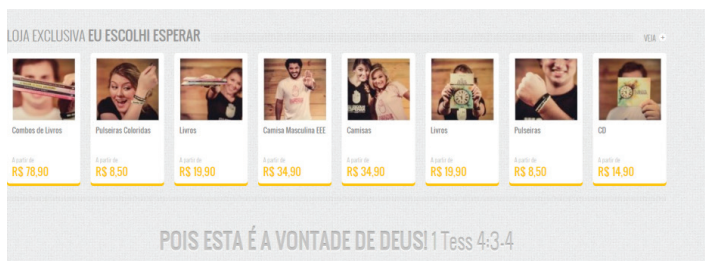 LOJA EXCLUSIVA EU ESCOLHI ESPERAR
VEJA +
Combos de Livros
A partir de
R$ 78,90
Pulseiras Coloridas
A partir de
R$ 8,50
Livros
A partir de
R$ 19,90
Camisa Masculina EEE
A partir de
R$ 34,90
Camisas
A partir de
R$ 34,90
Livros
A partir de
R$ 19,90
Pulseiras
A partir de
R$ 8,50
CD
A partir de
R$ 14,90
POIS ESTA É A VONTADE DE DEUS! 1 Tess 4:3-4